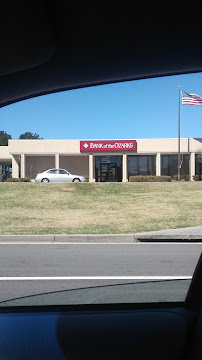 BANK of the OZARKS